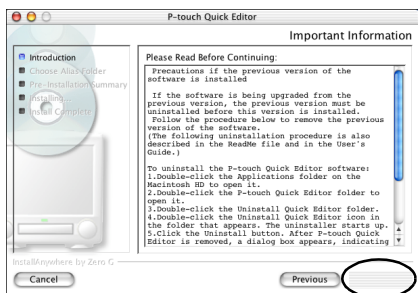 P-touch Quick Editor
Important Information
Introduction
Choose Alias Folder
Pre-Installation Summary
Installing...
Install Complete
Please Read Before Continuing:
Precautions if the previous version of the
software is installed
If the software is being upgraded from the
previous version, the previous version must be
uninstalled before this version is installed.
Follow the procedure below to remove the previous
version of the software.
(The following uninstallation procedure is also
described in the ReadMe file and in the User's
Guide.)
To uninstall the P-touch Quick Editor software:
1.Double-click the Applications folder on the
Macintosh HD to open it.
2.Double-click the P-touch Quick Editor folder to
open it.
3.Double-click the Uninstall Quick Editor folder.
4.Double-click the Uninstall Quick Editor icon in
the folder that appears. The uninstaller starts up.
5.Click the Uninstall button. After P-touch Quick
Editor is removed, a dialog box appears, indicating
InstallAnywhere by Zero G
Cancel
Previous